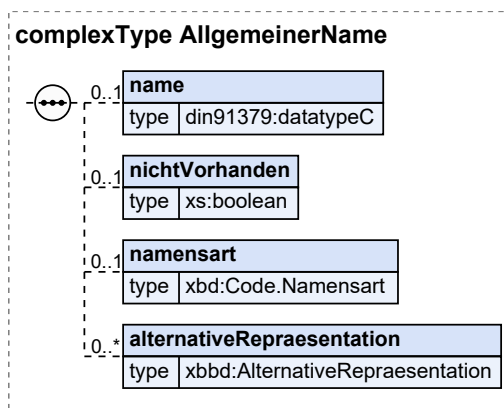 complexType AllgemeinerName
0..1 name
type din91379:datatypeC
0..1 nichtVorhanden
type xs:boolean
0..1 namensart
type xbd:Code.Namensart
0..* alternativeRepraesentation
type xbbd:AlternativeRepraesentation